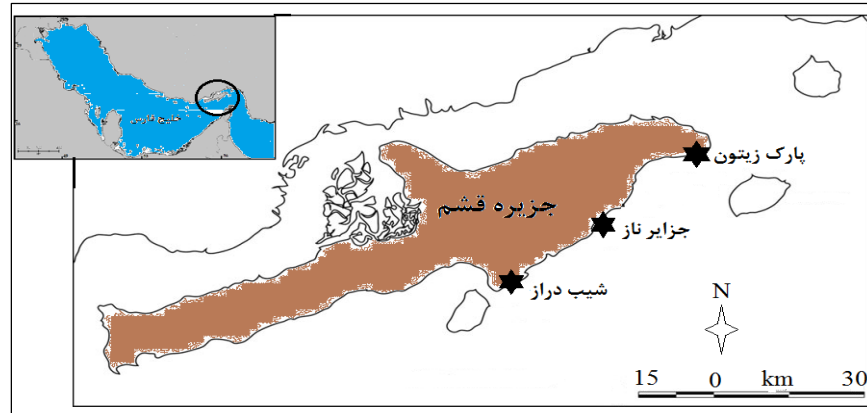 خلیج فارس
پارک زیتون
جزیره قشم
جزایر ناز
شیب دراز
N
15 0 km 30